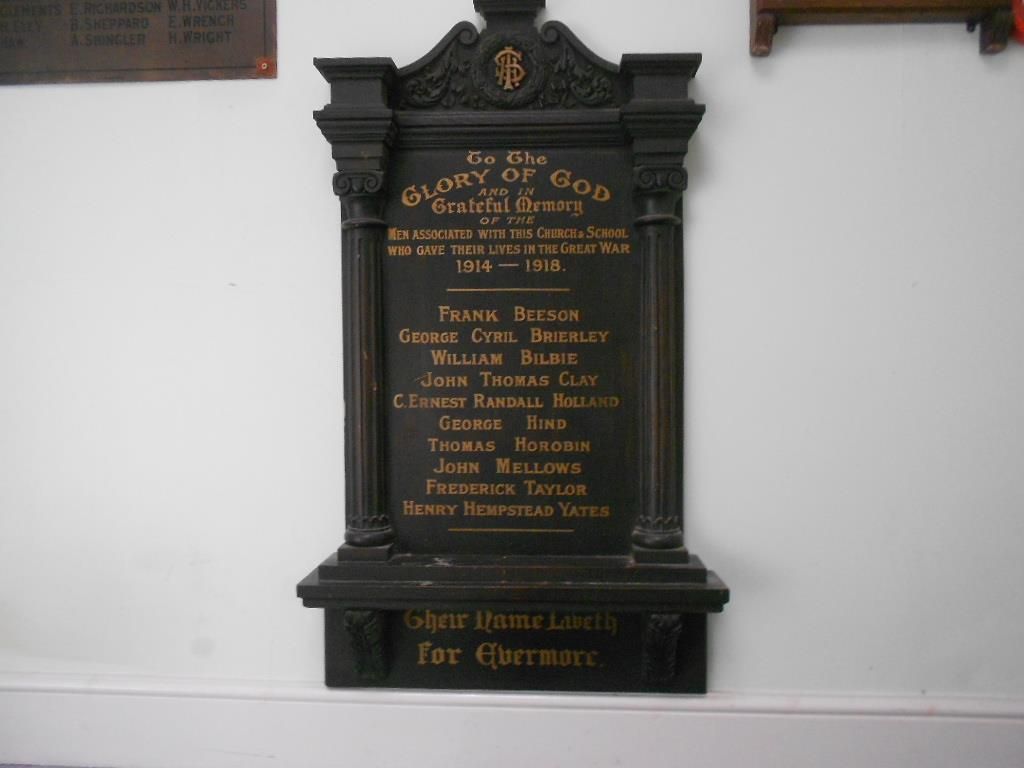 E. RICHARDSON W. H. VICKERS
B. SHEPPARD E. WRENCH
A. SHINGLER H. WRIGHT
IHS
To The
GLORY OF GOD
AND IN
Grateful Memory
OF THE
MEN ASSOCIATED WITH THIS CHURCH & SCHOOL
WHO GAVE THEIR LIVES IN THE GREAT WAR
1914 — 1918.
FRANK BEESON
GEORGE CYRIL BRIERLEY
WILLIAM BILBIE
JOHN THOMAS CLAY
C. ERNEST RANDALL HOLLAND
GEORGE HIND
THOMAS HOROBIN
JOHN MELLOWS
FREDERICK TAYLOR
HENRY HEMPSTEAD YATES
Their Name Liveth
For Evermore.